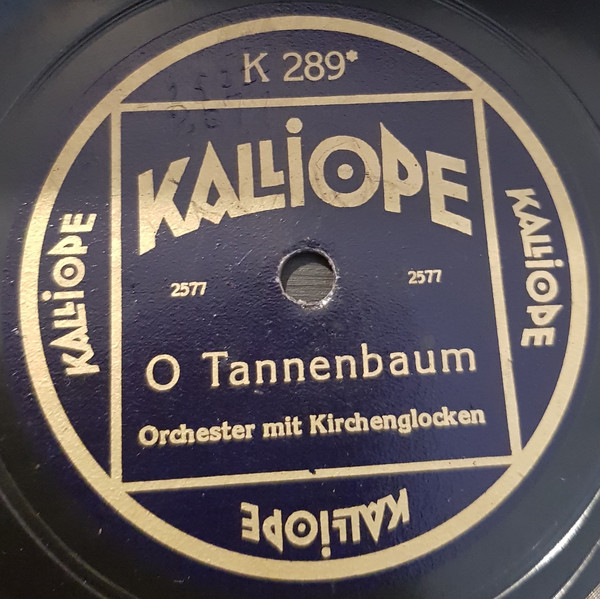 K 289*
KALLIOPE
2577 2577
O Tannenbaum
Orchester mit Kirchenglocken
KALLIOPE
KALLIOPE
KALLIOPE